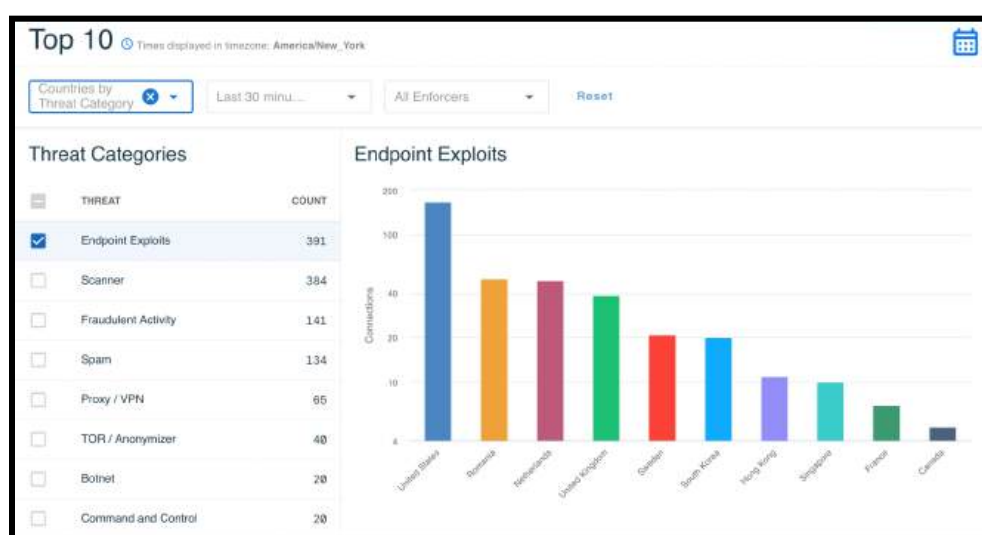 Top 10 Times displayed in timezone: America/New_York
Countries by
Threat Category
Last 30 minu...
All Enforcers
Reset
Threat Categories
THREAT COUNT
Endpoint Exploits 391
Scanner 384
Fraudulent Activity 141
Spam 134
Proxy / VPN 65
TOR / Anonymizer 40
Botnet 20
Command and Control 20
Endpoint Exploits
Connections
200
100
40
20
10
4
United States
Romania
Netherlands
United Kingdom
Sweden
South Korea
Hong Kong
Singapore
France
Canada